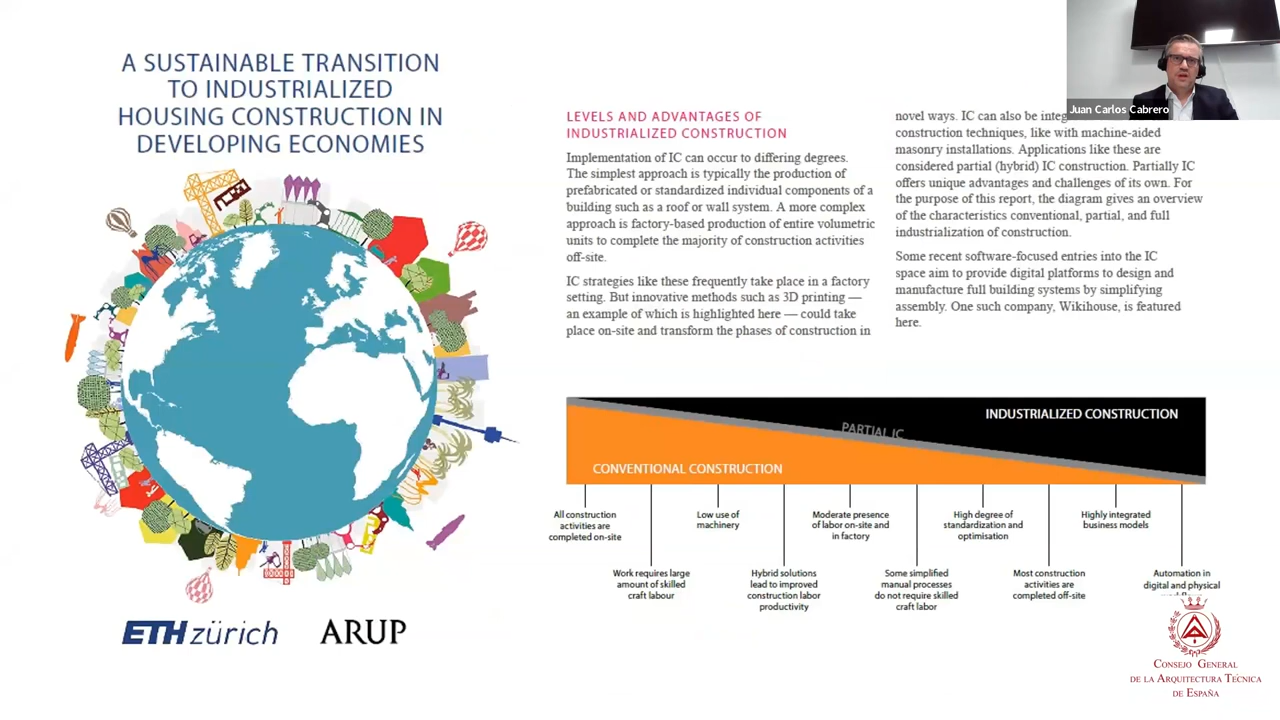 A SUSTAINABLE TRANSITION
TO INDUSTRIALIZED
HOUSING CONSTRUCTION IN
DEVELOPING ECONOMIES
ETH zürich
ARUP
LEVELS AND ADVANTAGES OF
INDUSTRIALIZED CONSTRUCTION
Implementation of IC can occur to differing degrees.
The simplest approach is typically the production of
prefabricated or standardized individual components of a
building such as a roof or wall system. A more complex
approach is factory-based production of entire volumetric
units to complete the majority of construction activities
off-site.
IC strategies like these frequently take place in a factory
setting. But innovative methods such as 3D printing —
an example of which is highlighted here — could take
place on-site and transform the phases of construction in
novel ways. IC can also be integ
construction techniques, like with machine-aided
masonry installations. Applications like these are
considered partial (hybrid) IC construction. Partially IC
offers unique advantages and challenges of its own. For
the purpose of this report, the diagram gives an overview
of the characteristics conventional, partial, and full
industrialization of construction.
Some recent software-focused entries into the IC
space aim to provide digital platforms to design and
manufacture full building systems by simplifying
assembly. One such company, Wikihouse, is featured
here.
Juan Carlos Cabrero
INDUSTRIALIZED CONSTRUCTION
PARTIAL IC
CONVENTIONAL CONSTRUCTION
All construction
activities are
completed on-site
Work requires large
amount of skilled
craft labour
Low use of
machinery
Hybrid solutions
lead to improved
construction labor
productivity
Moderate presence
of labor on-site and
in factory
Some simplified
manual processes
do not require skilled
craft labor
High degree of
standardization and
optimisation
Most construction
activities are
completed off-site
Highly integrated
business models
Automation in
digital and physical
CONSEJO GENERAL
DE LA ARQUITECTURA TÉCNICA
DE ESPAÑA